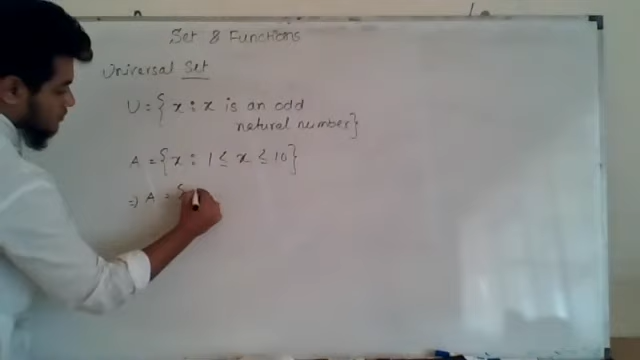 Set & Functions
Universal Set
U = { x : x is an odd
natural number}
A = { x : 1 ≤ x ≤ 10}
⇒ A = {